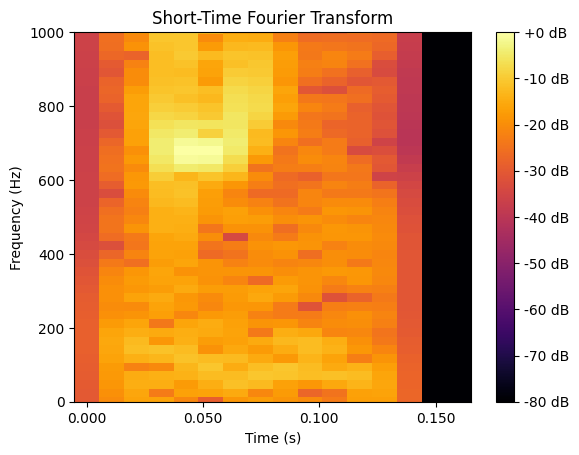 Short-Time Fourier Transform
1000
800
600
400
200
0
Frequency (Hz)
0.000
0.050
0.100
0.150
Time (s)
+0 dB
-10 dB
-20 dB
-30 dB
-40 dB
-50 dB
-60 dB
-70 dB
-80 dB